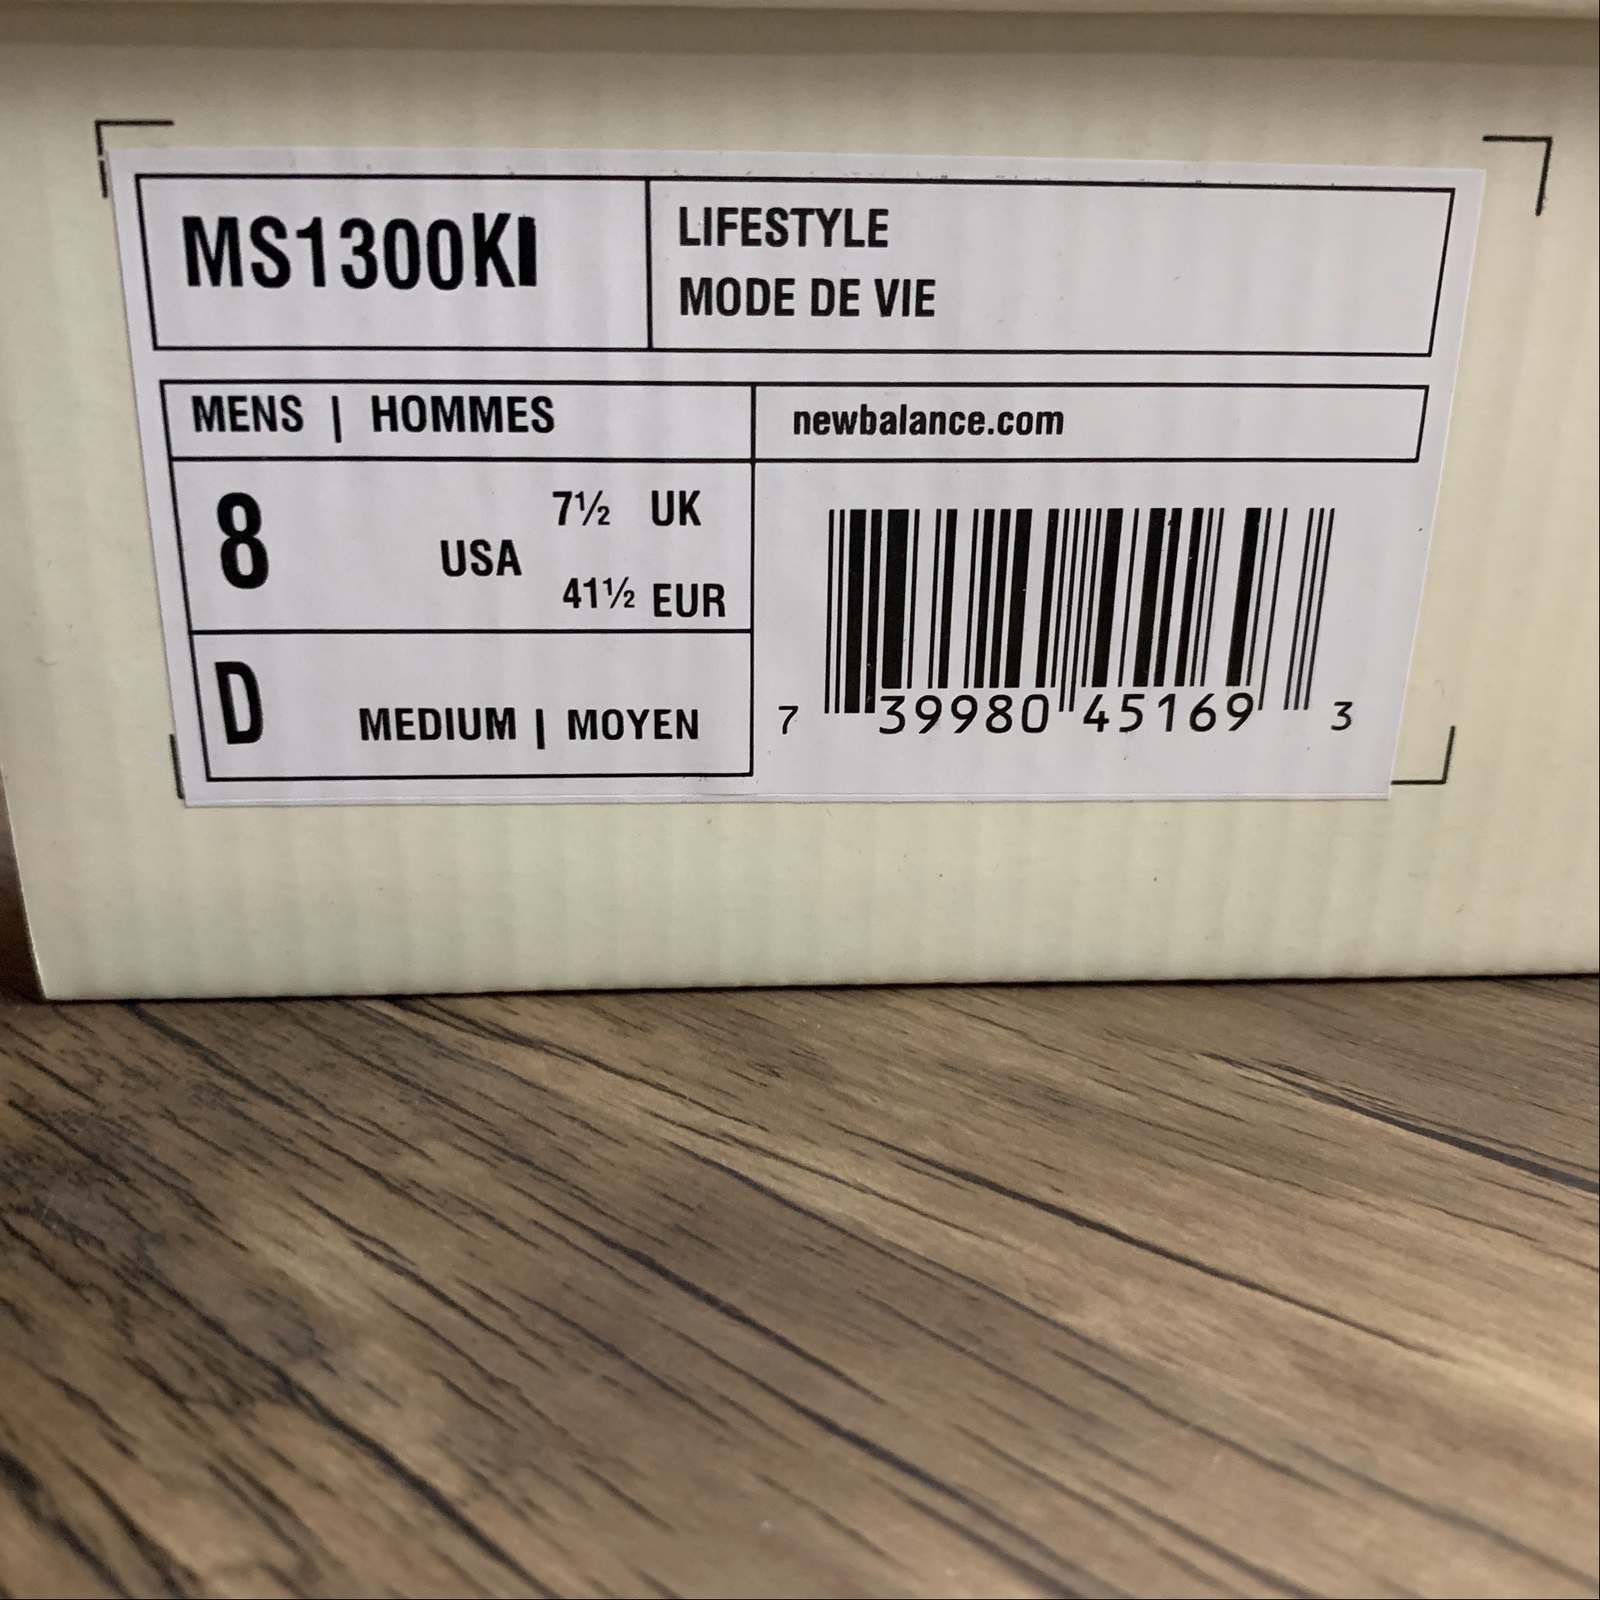 MS1300KI
LIFESTYLE
MODE DE VIE
MENS | HOMMES
newbalance.com
8 USA
7½ UK
41½ EUR
D MEDIUM | MOYEN
7 39980 45169 3